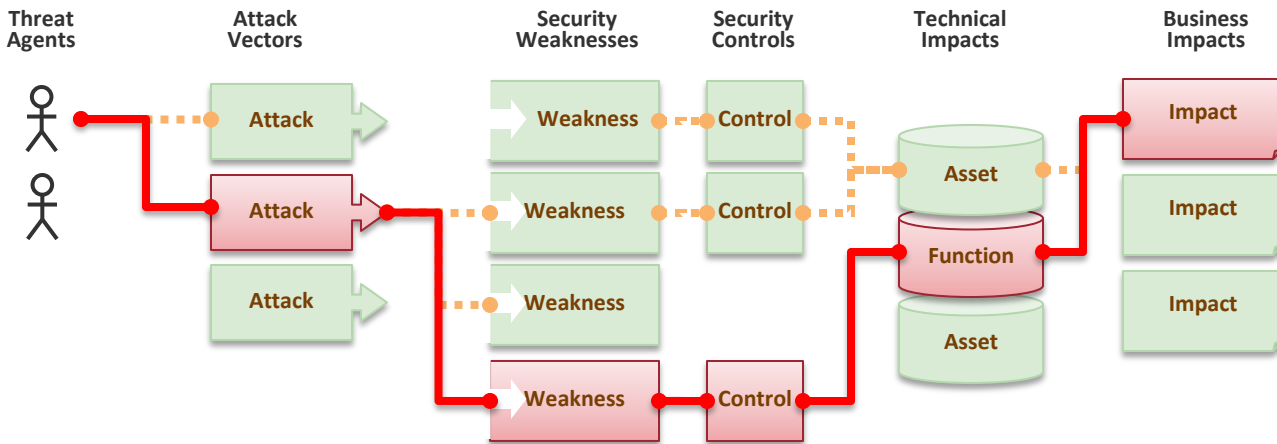 Threat
Agents
Attack
Vectors
Security
Weaknesses
Security
Controls
Technical
Impacts
Business
Impacts
Attack
Weakness
Control
Impact
Asset
Attack
Weakness
Control
Impact
Function
Attack
Weakness
Impact
Asset
Weakness
Control